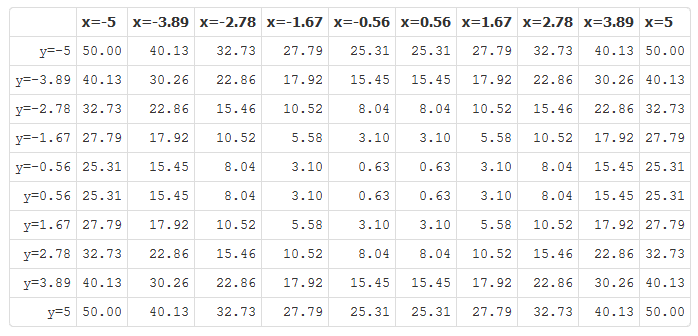 x=-5 x=-3.89 x=-2.78 x=-1.67 x=-0.56 x=0.56 x=1.67 x=2.78 x=3.89 x=5
y=-5 50.00 40.13 32.73 27.79 25.31 25.31 27.79 32.73 40.13 50.00
y=-3.89 40.13 30.26 22.86 17.92 15.45 15.45 17.92 22.86 30.26 40.13
y=-2.78 32.73 22.86 15.46 10.52 8.04 8.04 10.52 15.46 22.86 32.73
y=-1.67 27.79 17.92 10.52 5.58 3.10 3.10 5.58 10.52 17.92 27.79
y=-0.56 25.31 15.45 8.04 3.10 0.63 0.63 3.10 8.04 15.45 25.31
y=0.56 25.31 15.45 8.04 3.10 0.63 0.63 3.10 8.04 15.45 25.31
y=1.67 27.79 17.92 10.52 5.58 3.10 3.10 5.58 10.52 17.92 27.79
y=2.78 32.73 22.86 15.46 10.52 8.04 8.04 10.52 15.46 22.86 32.73
y=3.89 40.13 30.26 22.86 17.92 15.45 15.45 17.92 22.86 30.26 40.13
y=5 50.00 40.13 32.73 27.79 25.31 25.31 27.79 32.73 40.13 50.00